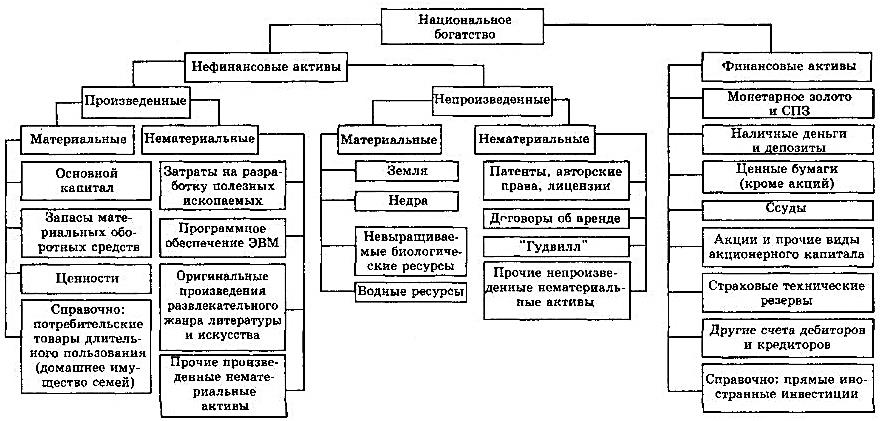 Национальное
богатство
Нефинансовые активы
Финансовые активы
Произведенные
Непроизведенные
Материальные
Нематериальные
Материальные
Нематериальные
Основной
капитал
Запасы мате-
риальных обо-
ротных средств
Ценности
Справочно:
потребительские
товары длитель-
ного пользования
(домашнее иму-
щество семей)
Затраты на разра-
ботку полезных
ископаемых
Программное
обеспечение ЭВМ
Оригинальные
произведения
развлекательного
жанра литературы
и искусства
Прочие произве-
денные немате-
риальные
активы
Земля
Недра
Невыращивае-
мые биологиче-
ские ресурсы
Водные ресурсы
Патенты, авторские
права, лицензии
Договоры об аренде
"Гудвилл"
Прочие непроизве-
денные нематериаль-
ные активы
Монетарное золото
и СПЗ
Наличные деньги
и депозиты
Ценные бумаги
(кроме акций)
Ссуды
Акции и прочие виды
акционерного капитала
Страховые технические
резервы
Другие счета дебиторов
и кредиторов
Справочно: прямые ино-
странные инвестиции